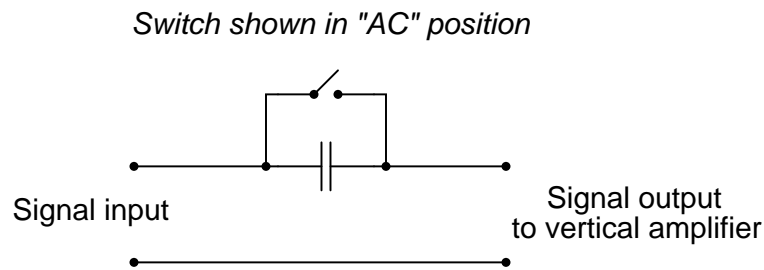 Switch shown in "AC" position
Signal input
Signal output
to vertical amplifier